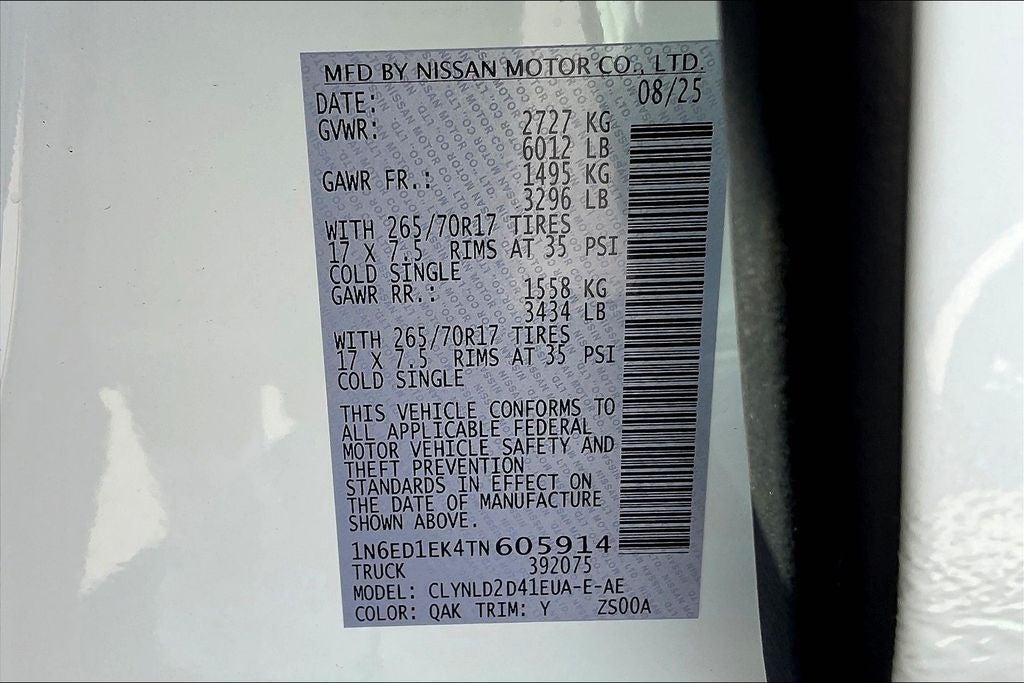 MFD BY NISSAN MOTOR CO., LTD.
DATE: 08/25
GVWR: 2727 KG
6012 LB
GAWR FR.: 1495 KG
3296 LB
WITH 265/70R17 TIRES
17 X 7.5 RIMS AT 35 PSI
COLD SINGLE
GAWR RR.: 1558 KG
3434 LB
WITH 265/70R17 TIRES
17 X 7.5 RIMS AT 35 PSI
COLD SINGLE
THIS VEHICLE CONFORMS TO
ALL APPLICABLE FEDERAL
MOTOR VEHICLE SAFETY AND
THEFT PREVENTION
STANDARDS IN EFFECT ON
THE DATE OF MANUFACTURE
SHOWN ABOVE.
1N6ED1EK4TN605914
TRUCK 392075
MODEL: CLYNLD2D41EUA-E-AE
COLOR: QAK TRIM: Y ZS00A